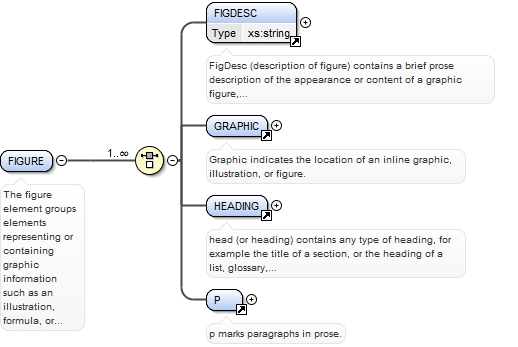 FIGDESC
Type xs:string
FigDesc (description of figure) contains a brief prose
description of the appearance or content of a graphic
figure,...
GRAPHIC
Graphic indicates the location of an inline graphic,
illustration, or figure.
FIGURE
1..∞
The figure
element groups
elements
representing or
containing
graphic
information
such as an
illustration,
formula, or...
HEADING
head (or heading) contains any type of heading, for
example the title of a section, or the heading of a
list, glossary,...
P
p marks paragraphs in prose.